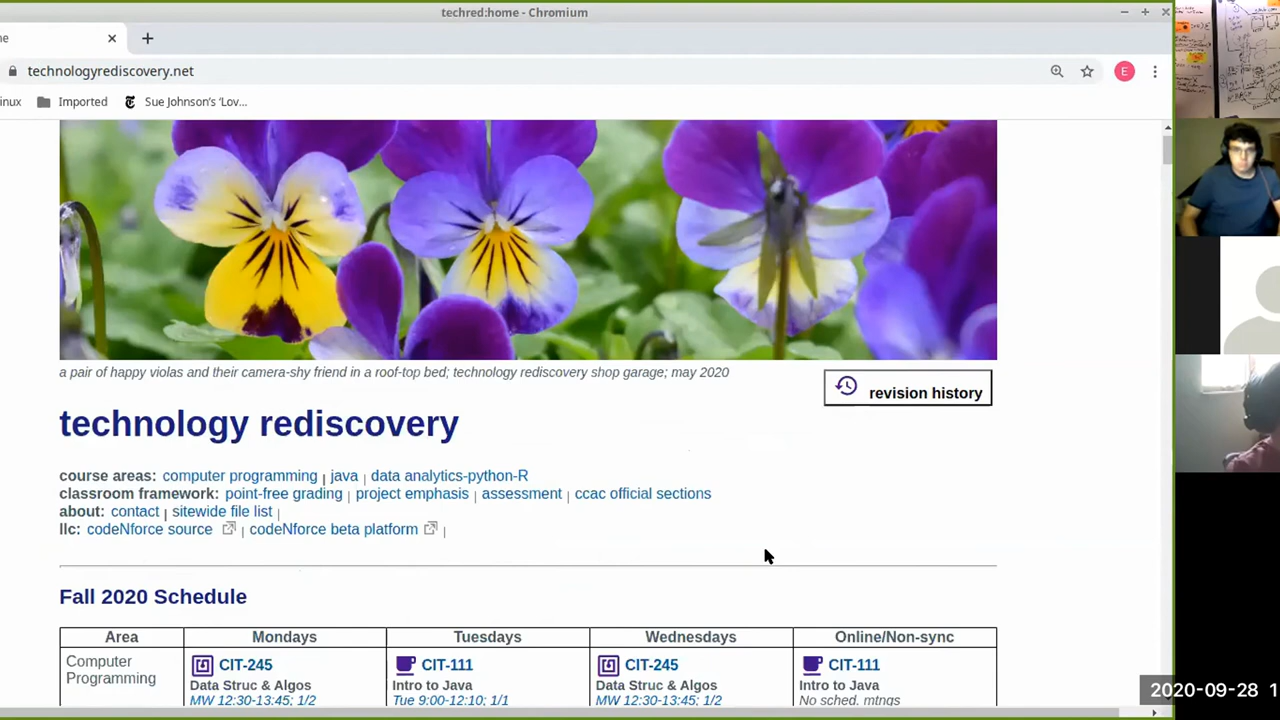 techred:home - Chromium
ne
technologyrediscovery.net
E
inux
Imported
Sue Johnson's 'Lov...
a pair of happy violas and their camera-shy friend in a roof-top bed; technology rediscovery shop garage; may 2020
revision history
technology rediscovery
course areas: computer programming | java | data analytics-python-R
classroom framework: point-free grading | project emphasis | assessment | ccac official sections
about: contact | sitewide file list |
llc: codeNforce source | codeNforce beta platform |
Fall 2020 Schedule
Area Mondays Tuesdays Wednesdays Online/Non-sync
Computer Programming
CIT-245 CIT-111 CIT-245 CIT-111
Data Struc & Algos Intro to Java Data Struc & Algos Intro to Java
MW 12:30-13:45; 1/2 Tue 9:00-12:10; 1/1 MW 12:30-13:45; 1/2 No sched. mtngs
2020-09-28 1